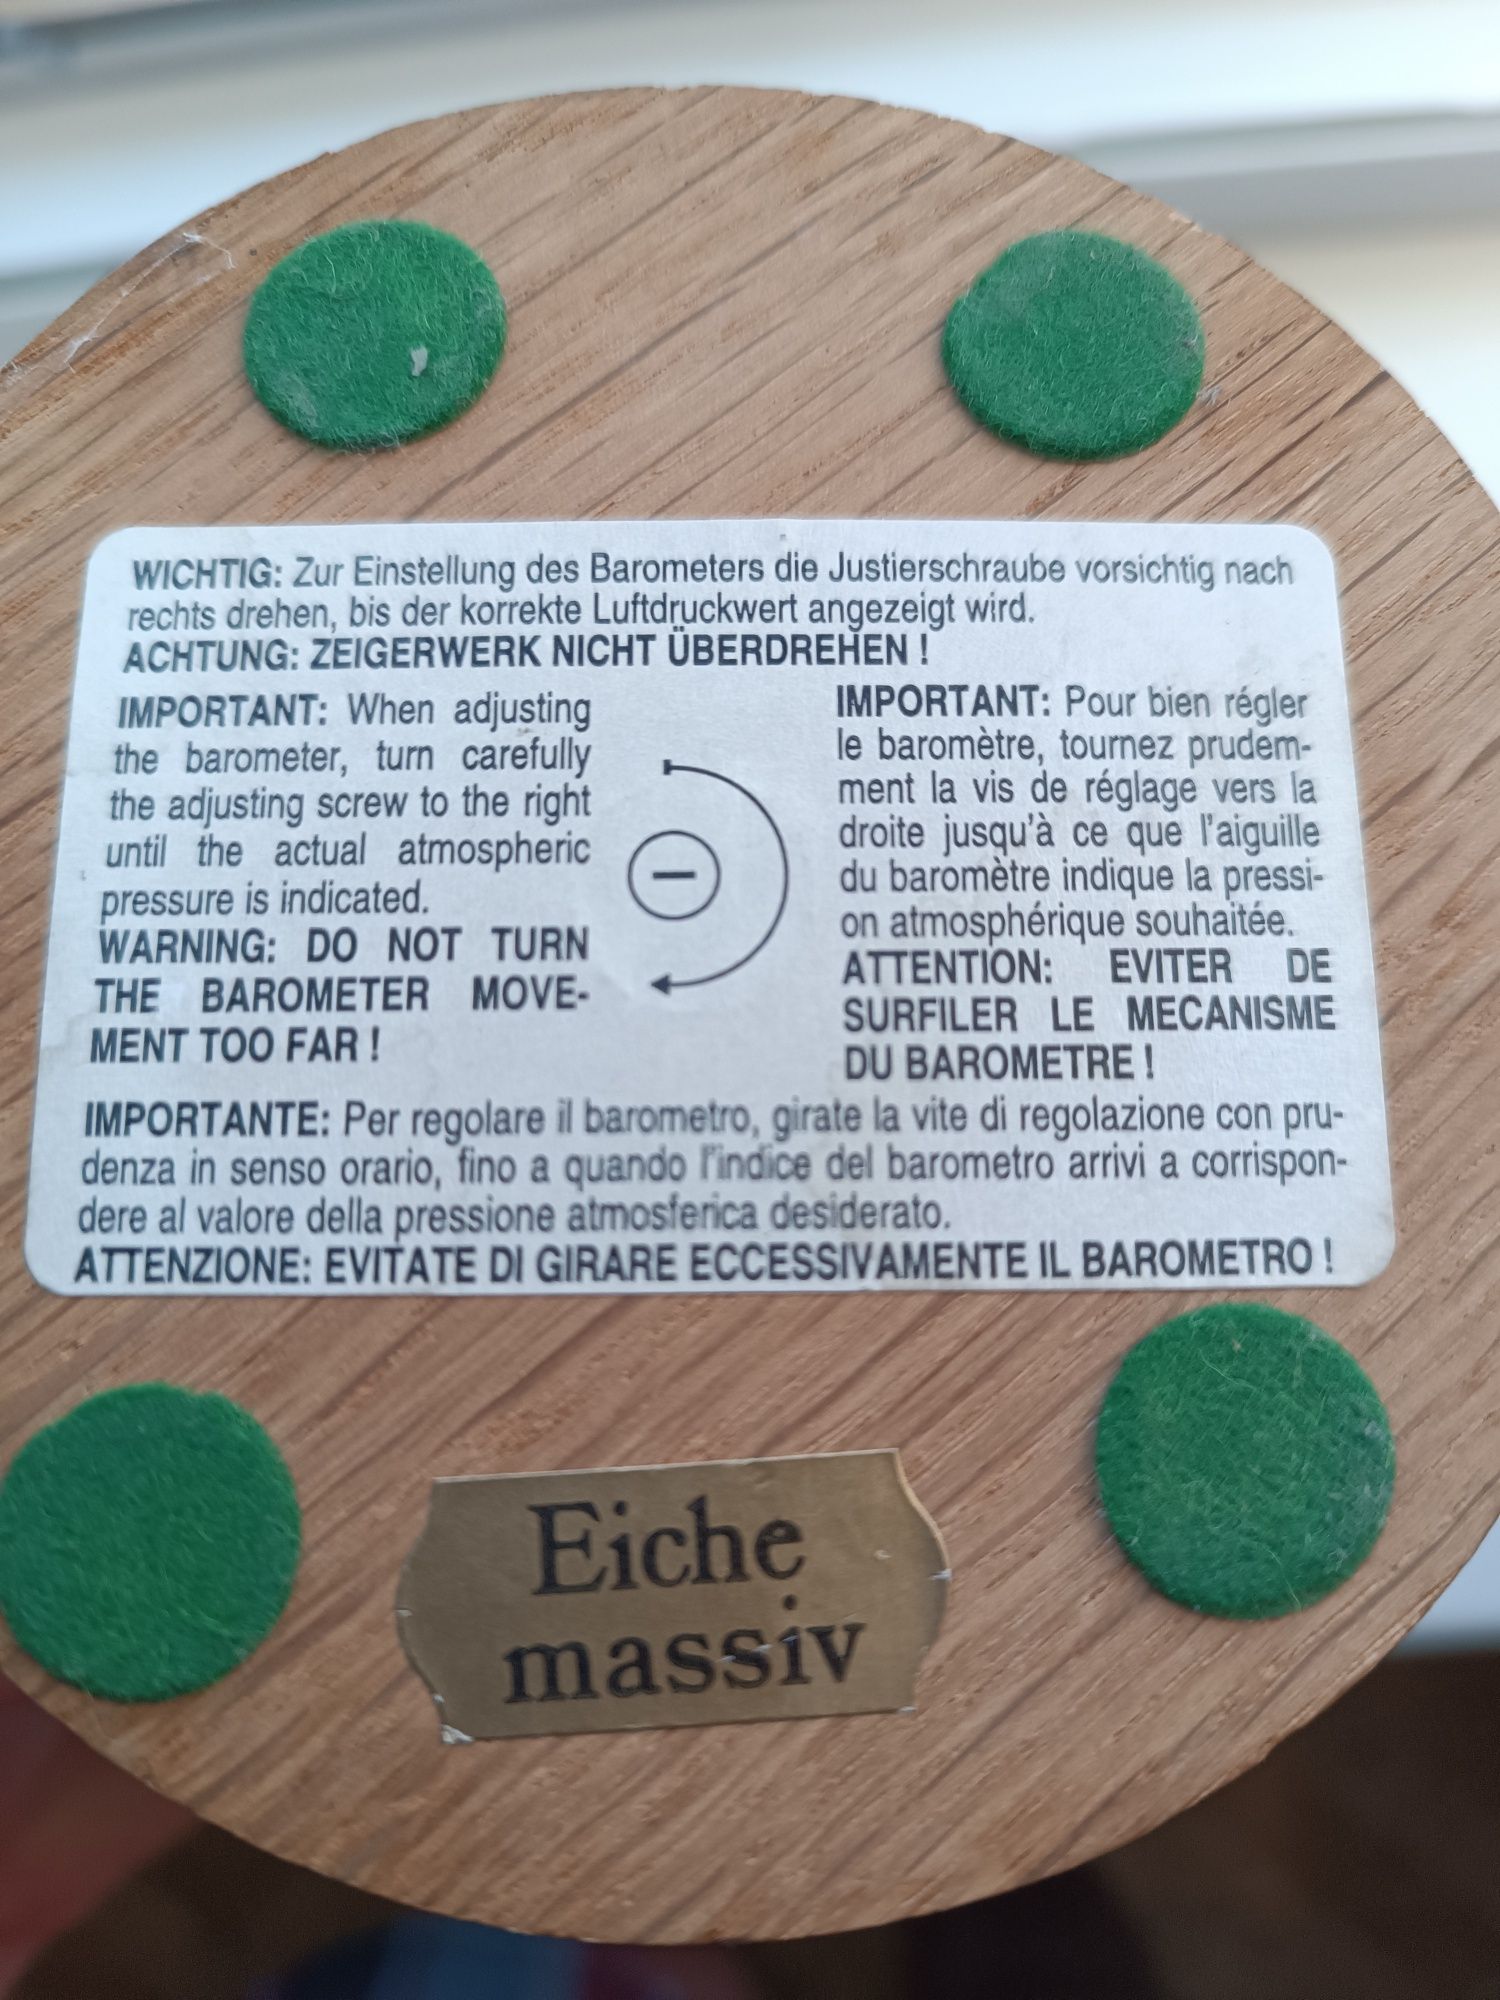 WICHTIG: Zur Einstellung des Barometers die Justierschraube vorsichtig nach
rechts drehen, bis der korrekte Luftdruckwert angezeigt wird.
ACHTUNG: ZEIGERWERK NICHT ÜBERDREHEN !
IMPORTANT: When adjusting
the barometer, turn carefully
the adjusting screw to the right
until the actual atmospheric
pressure is indicated.
WARNING: DO NOT TURN
THE BAROMETER MOVE-
MENT TOO FAR !
IMPORTANT: Pour bien régler
le baromètre, tournez prudem-
ment la vis de réglage vers la
droite jusqu'à ce que l'aiguille
du baromètre indique la pressi-
on atmosphérique souhaitée.
ATTENTION: EVITER DE
SURFILER LE MECANISME
DU BAROMETRE !
IMPORTANTE: Per regolare il barometro, girate la vite di regolazione con pru-
denza in senso orario, fino a quando l'indice del barometro arrivi a corrispon-
dere al valore della pressione atmosferica desiderato.
ATTENZIONE: EVITATE DI GIRARE ECCESSIVAMENTE IL BAROMETRO !
Eiche
massiv